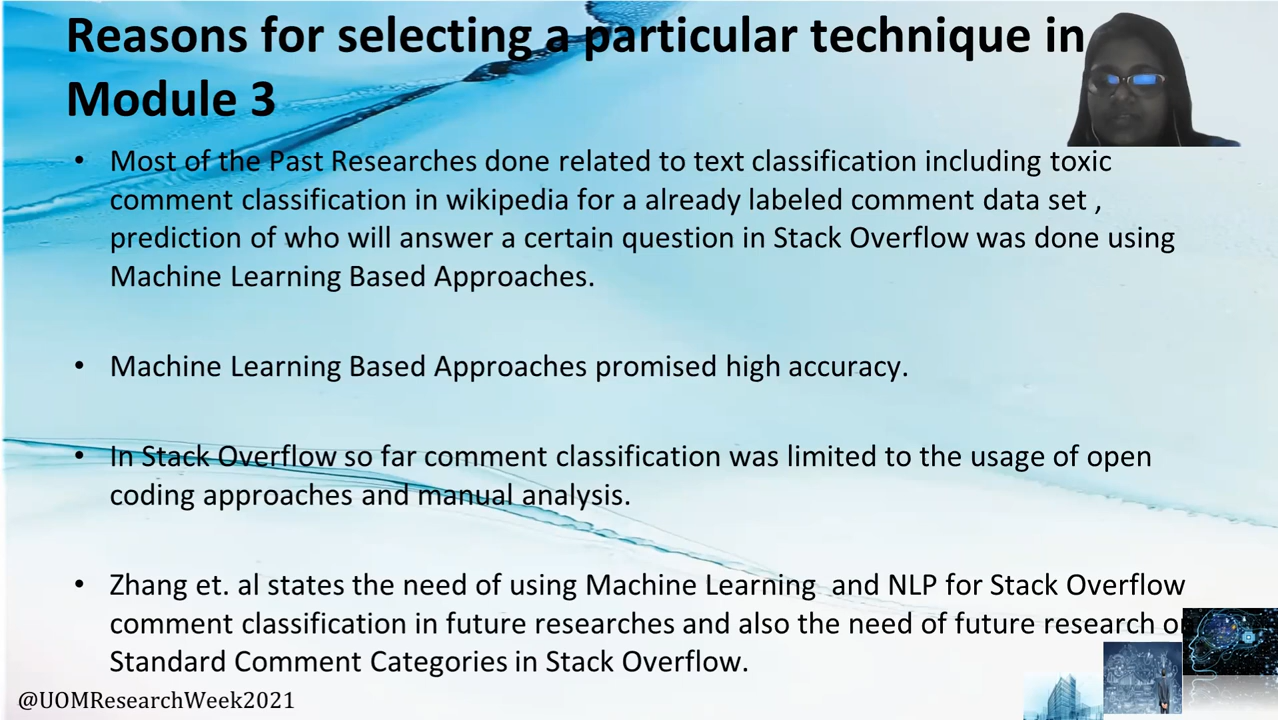 Reasons for selecting a particular technique in
Module 3
• Most of the Past Researches done related to text classification including toxic
comment classification in wikipedia for a already labeled comment data set ,
prediction of who will answer a certain question in Stack Overflow was done using
Machine Learning Based Approaches.
• Machine Learning Based Approaches promised high accuracy.
• In Stack Overflow so far comment classification was limited to the usage of open
coding approaches and manual analysis.
• Zhang et. al states the need of using Machine Learning  and NLP for Stack Overflow
comment classification in future researches and also the need of future research
Standard Comment Categories in Stack Overflow.
@UOMResearchWeek2021